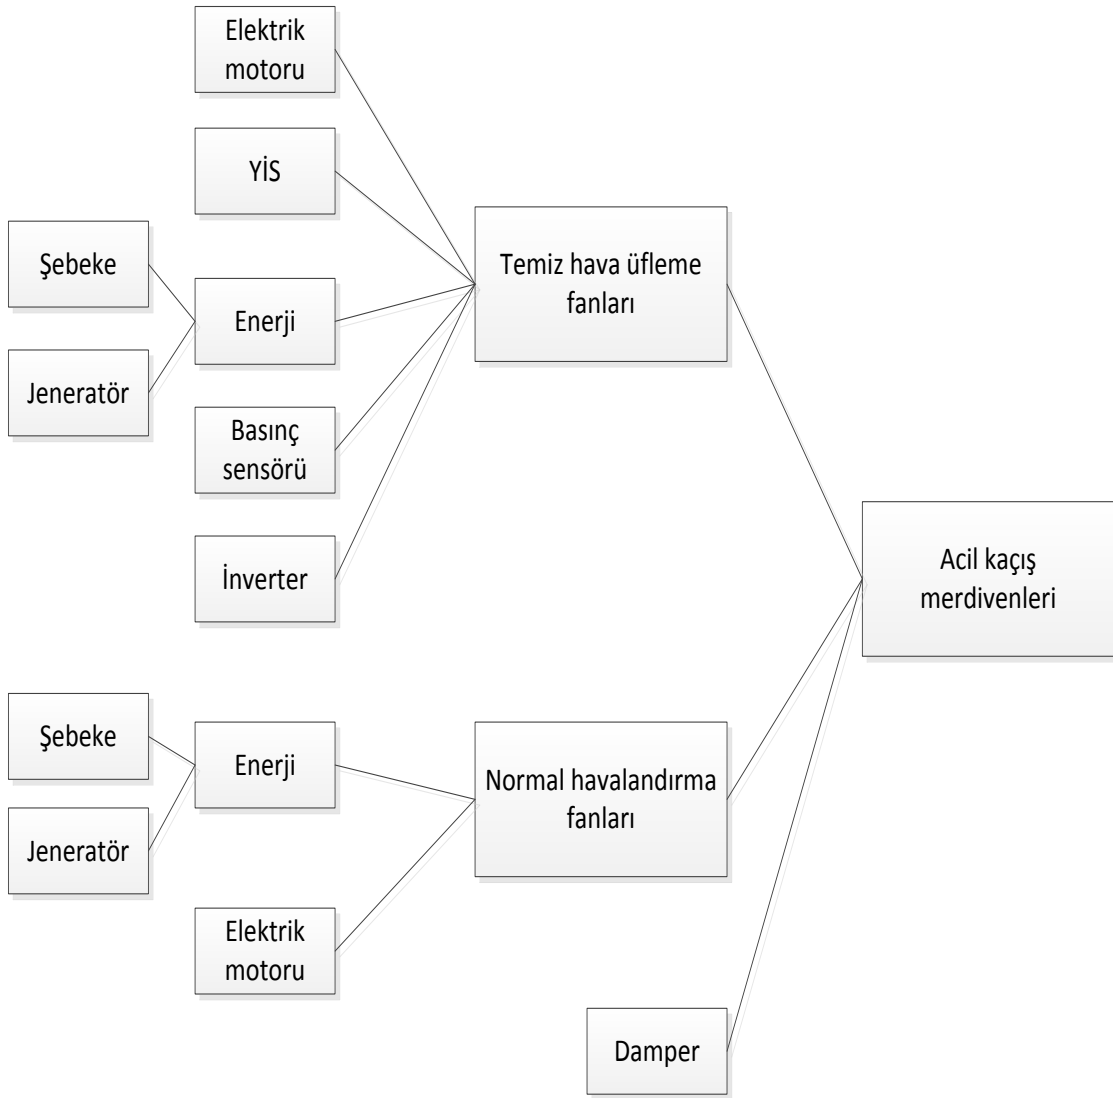 Elektrik
motoru
YİS
Şebeke
Jeneratör
Enerji
Basınç
sensörü
İnverter
Temiz hava üfleme
fanları
Acil kaçış
merdivenleri
Şebeke
Jeneratör
Enerji
Elektrik
motoru
Normal havalandırma
fanları
Damper